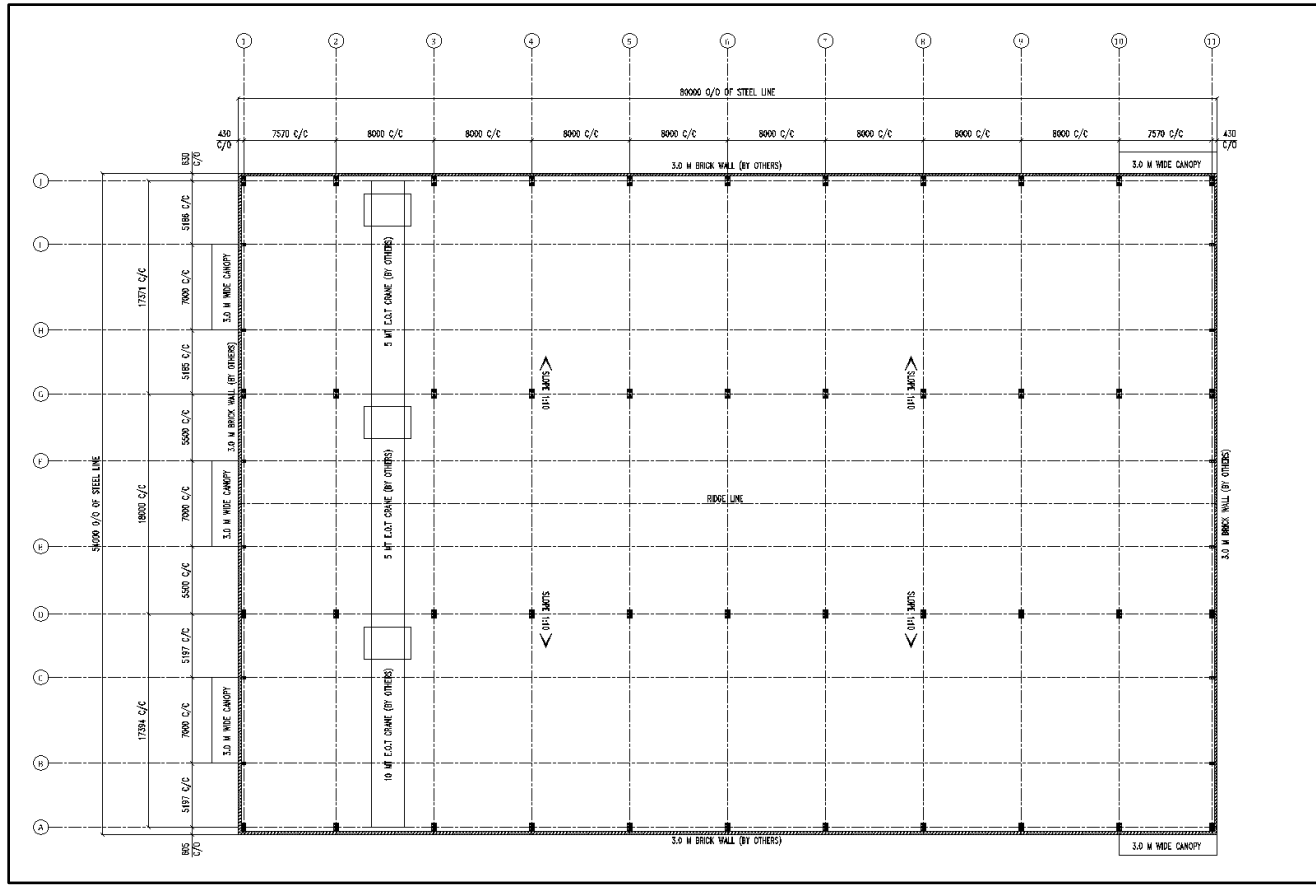 1 2 3 4 5 6 7 8 9 10 11
80000 O/O OF STEEL LINE
430 C/O 7570 C/C 8000 C/C 8000 C/C 8000 C/C 8000 C/C 8000 C/C 8000 C/C 8000 C/C 8000 C/C 7570 C/C 430 C/O
3.0 M BRICK WALL (BY OTHERS)
3.0 M WIDE CANOPY
J
I
H
G
F
E
D
C
B
A
54000 O/O OF STEEL LINE
17371 C/C
18000 C/C
17394 C/C
630 C/O
5186 C/C
7000 C/C
5185 C/C
5500 C/C
7000 C/C
5500 C/C
5197 C/C
7000 C/C
5197 C/C
605 C/O
3.0 M WIDE CANOPY
3.0 M BRICK WALL (BY OTHERS)
3.0 M WIDE CANOPY
3.0 M WIDE CANOPY
5 MT E.O.T CRANE (BY OTHERS)
5 MT E.O.T CRANE (BY OTHERS)
10 MT E.O.T CRANE (BY OTHERS)
SLOPE 1:10
SLOPE 1:10
RIDGE LINE
SLOPE 1:10
SLOPE 1:10
3.0 M BRICK WALL (BY OTHERS)
3.0 M BRICK WALL (BY OTHERS)
3.0 M WIDE CANOPY